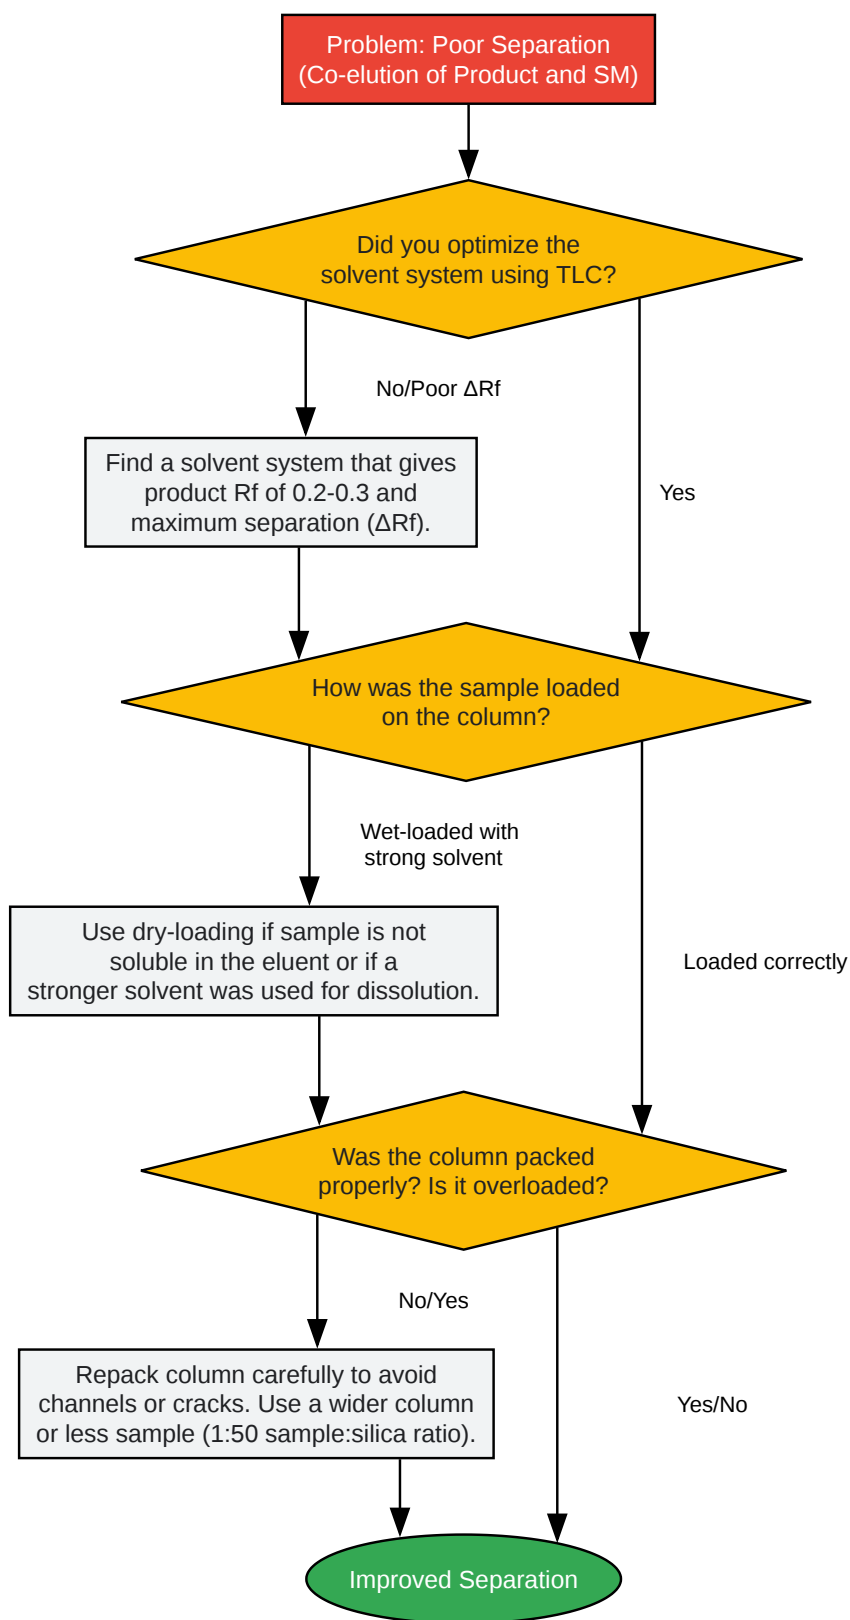 Problem: Poor Separation
(Co-elution of Product and SM)
Did you optimize the
solvent system using TLC?
No/Poor ΔRf
Find a solvent system that gives
product Rf of 0.2-0.3 and
maximum separation (ΔRf).
Yes
How was the sample loaded
on the column?
Wet-loaded with
strong solvent
Use dry-loading if sample is not
soluble in the eluent or if a
stronger solvent was used for dissolution.
Loaded correctly
Was the column packed
properly? Is it overloaded?
No/Yes
Repack column carefully to avoid
channels or cracks. Use a wider column
or less sample (1:50 sample:silica ratio).
Yes/No
Improved Separation